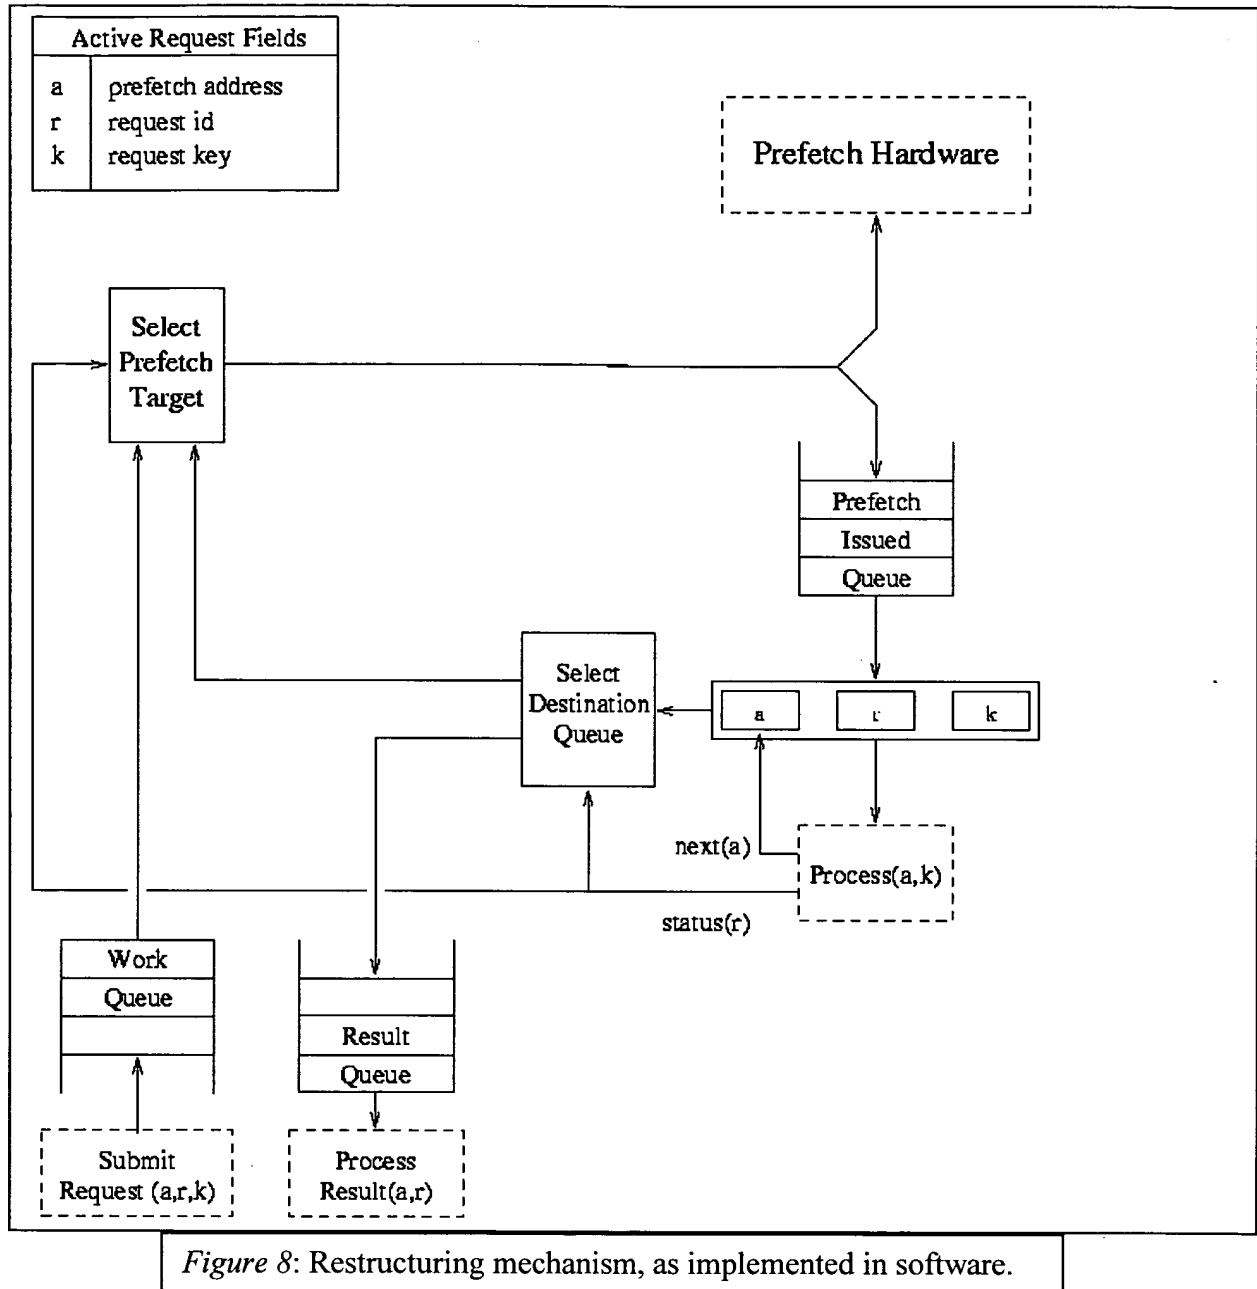 Active Request Fields
a prefetch address
r request id
k request key
Prefetch Hardware
Select
Prefetch
Target
Prefetch
Issued
Queue
Select
Destination
Queue
a r k
next(a)
Process(a,k)
status(r)
Work
Queue
Result
Queue
Submit
Request (a,r,k)
Process
Result(a,r)
Figure 8: Restructuring mechanism, as implemented in software.